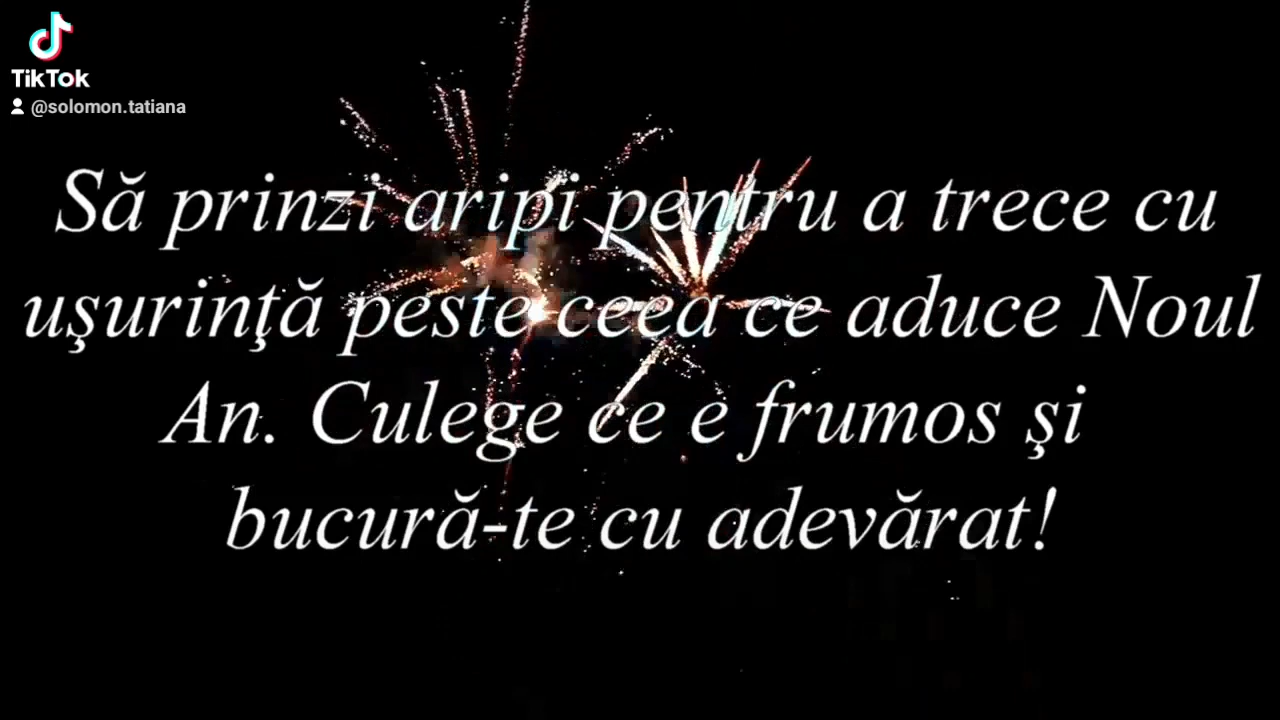 TikTok
@solomon.tatiana
Să prinzi aripi pentru a trece cu
uşurinţă peste ceea ce aduce Noul
An. Culege ce e frumos şi
bucură-te cu adevărat!